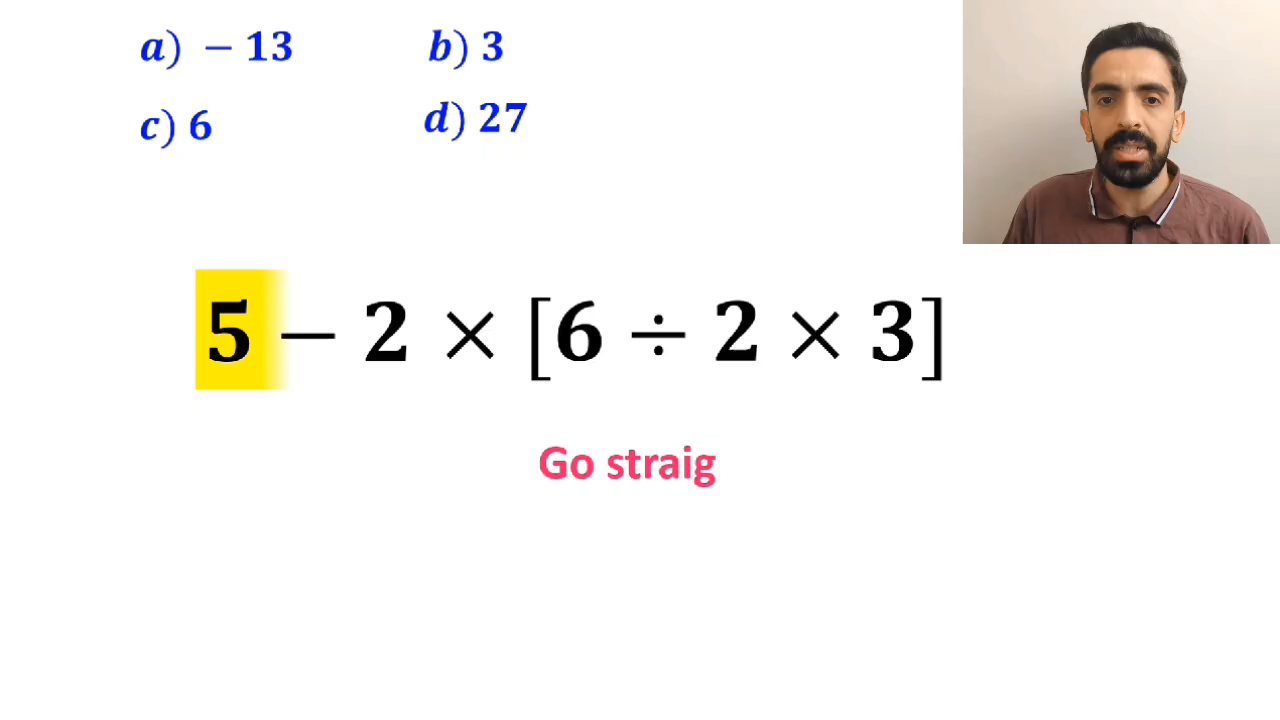 a) − 13 b) 3
c) 6 d) 27
5 − 2 × [6 ÷ 2 × 3]
Go straig